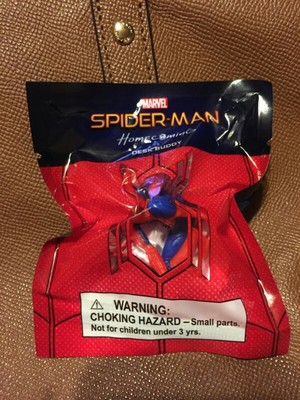 MARVEL
SPIDER-MAN
Homecoming
DESK BUDDY
WARNING:
CHOKING HAZARD – Small parts.
Not for children under 3 yrs.